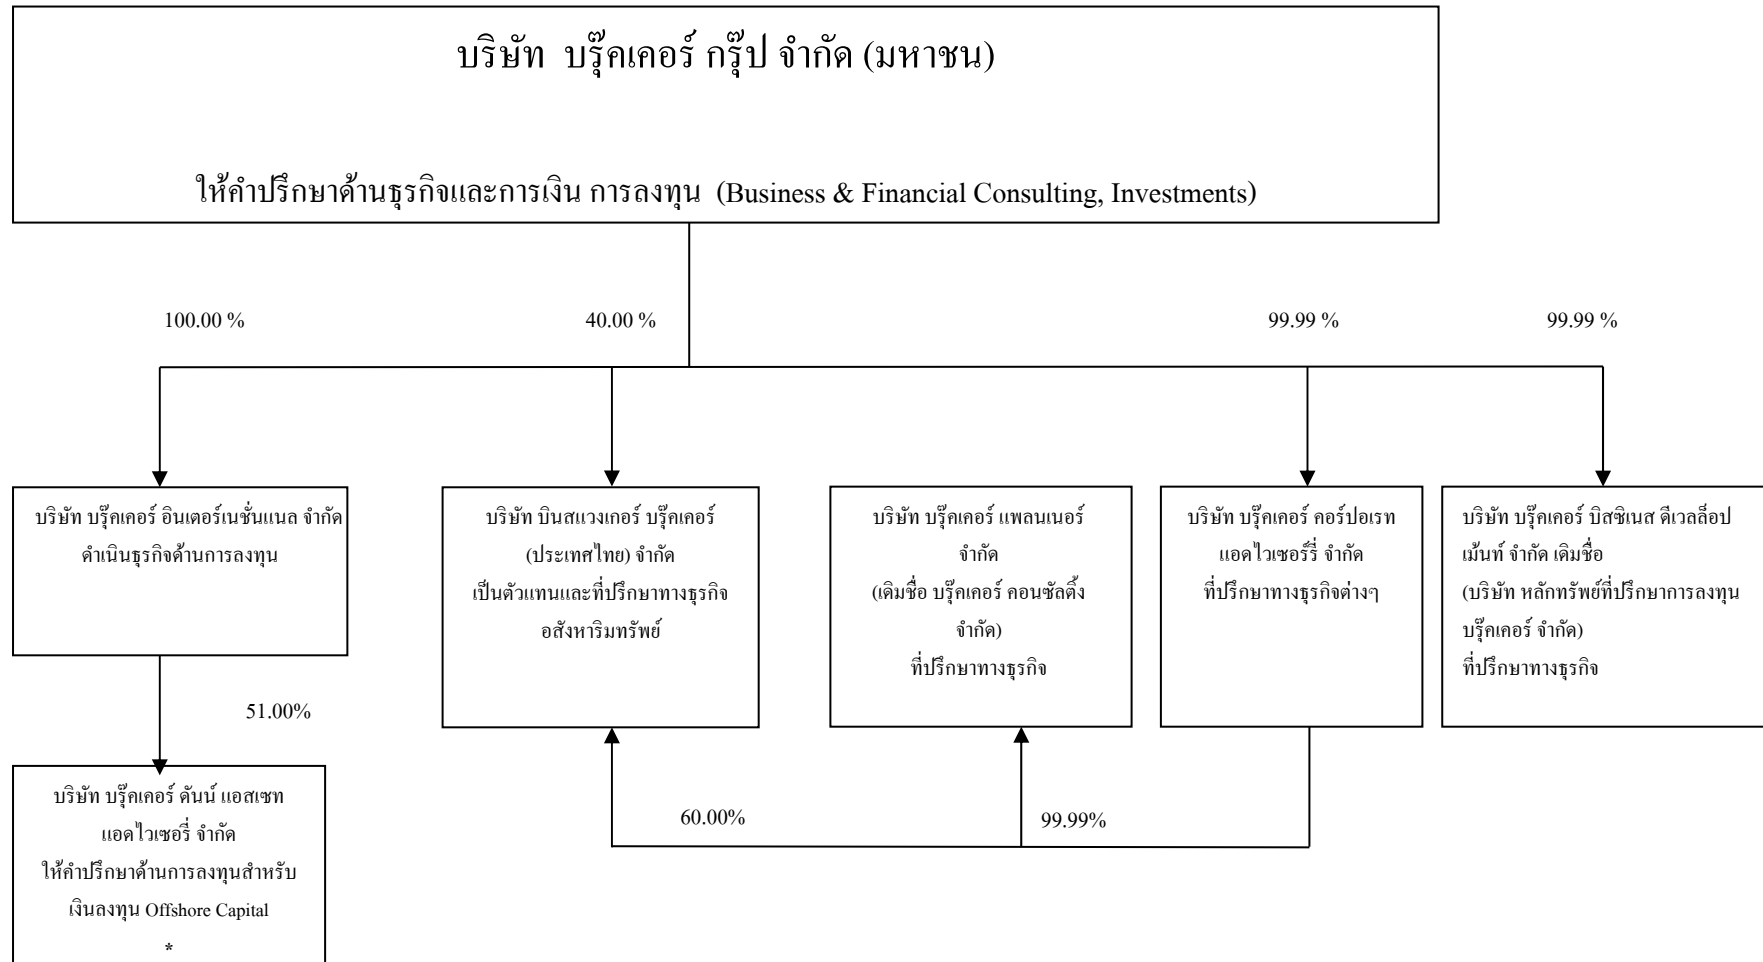 บริษัท บรุ๊คเคอร์ กรุ๊ป จำกัด (มหาชน)
ให้คำปรึกษาด้านธุรกิจและการเงิน การลงทุน (Business & Financial Consulting, Investments)
100.00 %
40.00 %
99.99 %
99.99 %
บริษัท บรุ๊คเคอร์ อินเตอร์เนชั่นแนล จำกัด
ดำเนินธุรกิจด้านการลงทุน
บริษัท บินสแวงเกอร์ บรุ๊คเคอร์
(ประเทศไทย) จำกัด
เป็นตัวแทนและที่ปรึกษาทางธุรกิจ
อสังหาริมทรัพย์
บริษัท บรุ๊คเคอร์ แพลนเนอร์
จำกัด
(เดิมชื่อ บรุ๊คเคอร์ คอนซัลติ้ง
จำกัด)
ที่ปรึกษาทางธุรกิจ
บริษัท บรุ๊คเคอร์ คอร์ปอเรท
แอดไวเซอร์รี่ จำกัด
ที่ปรึกษาทางธุรกิจต่างๆ
บริษัท บรุ๊คเคอร์ บิสซิเนส ดีเวลล็อป
เม้นท์ จำกัด เดิมชื่อ
(บริษัท หลักทรัพย์ที่ปรึกษาการลงทุน
บรุ๊คเคอร์ จำกัด)
ที่ปรึกษาทางธุรกิจ
51.00%
60.00%
99.99%
บริษัท บรุ๊คเคอร์ ดันน์ แอสเซท
แอดไวเซอรี่ จำกัด
ให้คำปรึกษาด้านการลงทุนสำหรับ
เงินลงทุน Offshore Capital
*